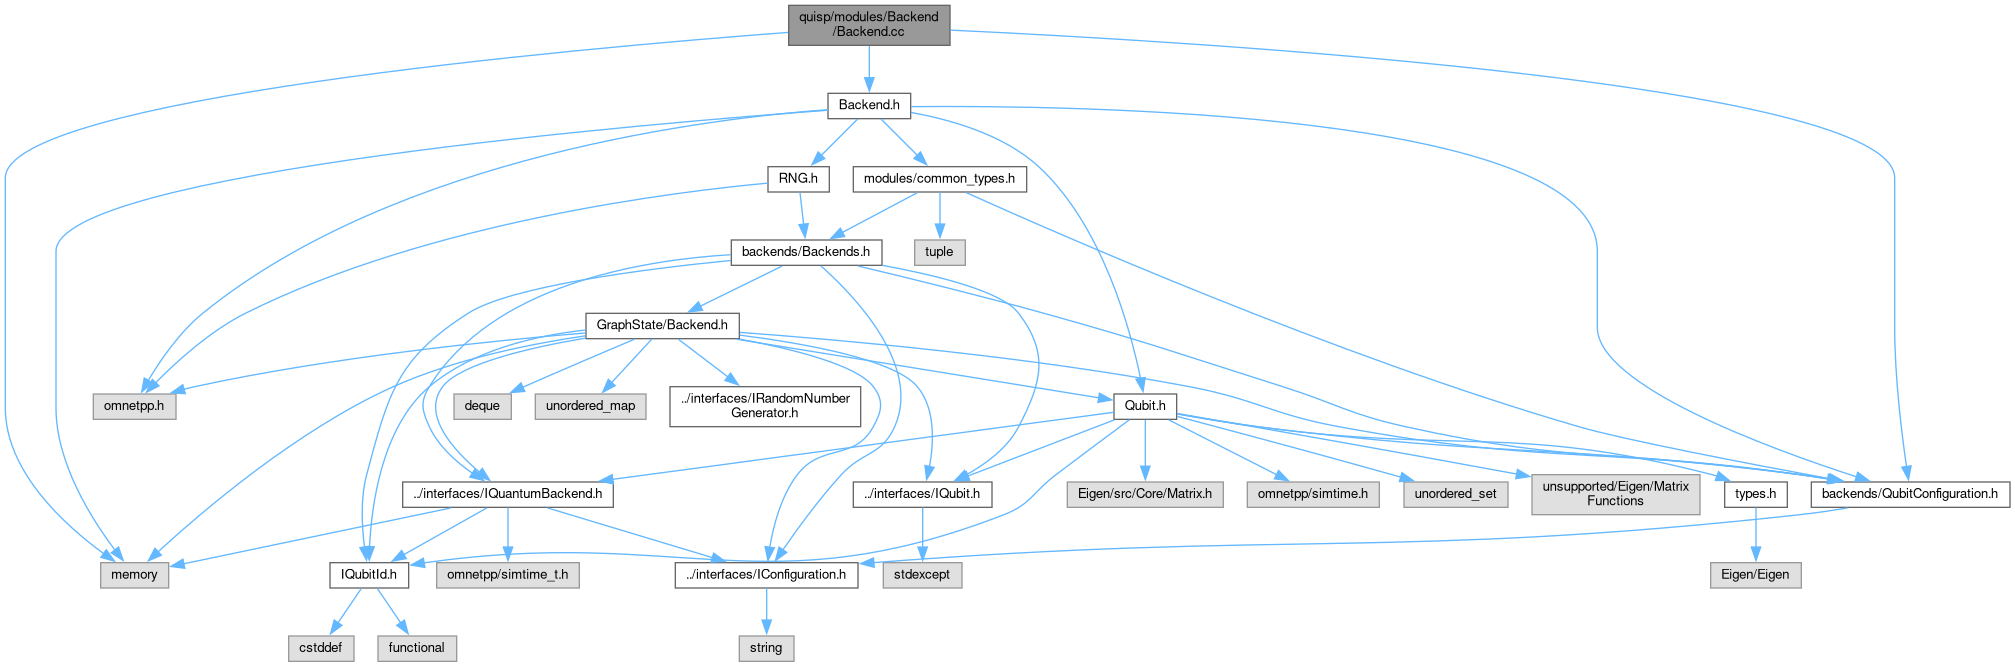 quisp/modules/Backend
/Backend.cc
Backend.h
RNG.h
modules/common_types.h
backends/Backends.h
tuple
GraphState/Backend.h
omnetpp.h
deque
unordered_map
../interfaces/IRandomNumber
Generator.h
Qubit.h
../interfaces/IQuantumBackend.h
../interfaces/IQubit.h
Eigen/src/Core/Matrix.h
omnetpp/simtime.h
unordered_set
unsupported/Eigen/Matrix
Functions
types.h
backends/QubitConfiguration.h
memory
IQubitId.h
omnetpp/simtime_t.h
../interfaces/IConfiguration.h
stdexcept
Eigen/Eigen
cstddef
functional
string